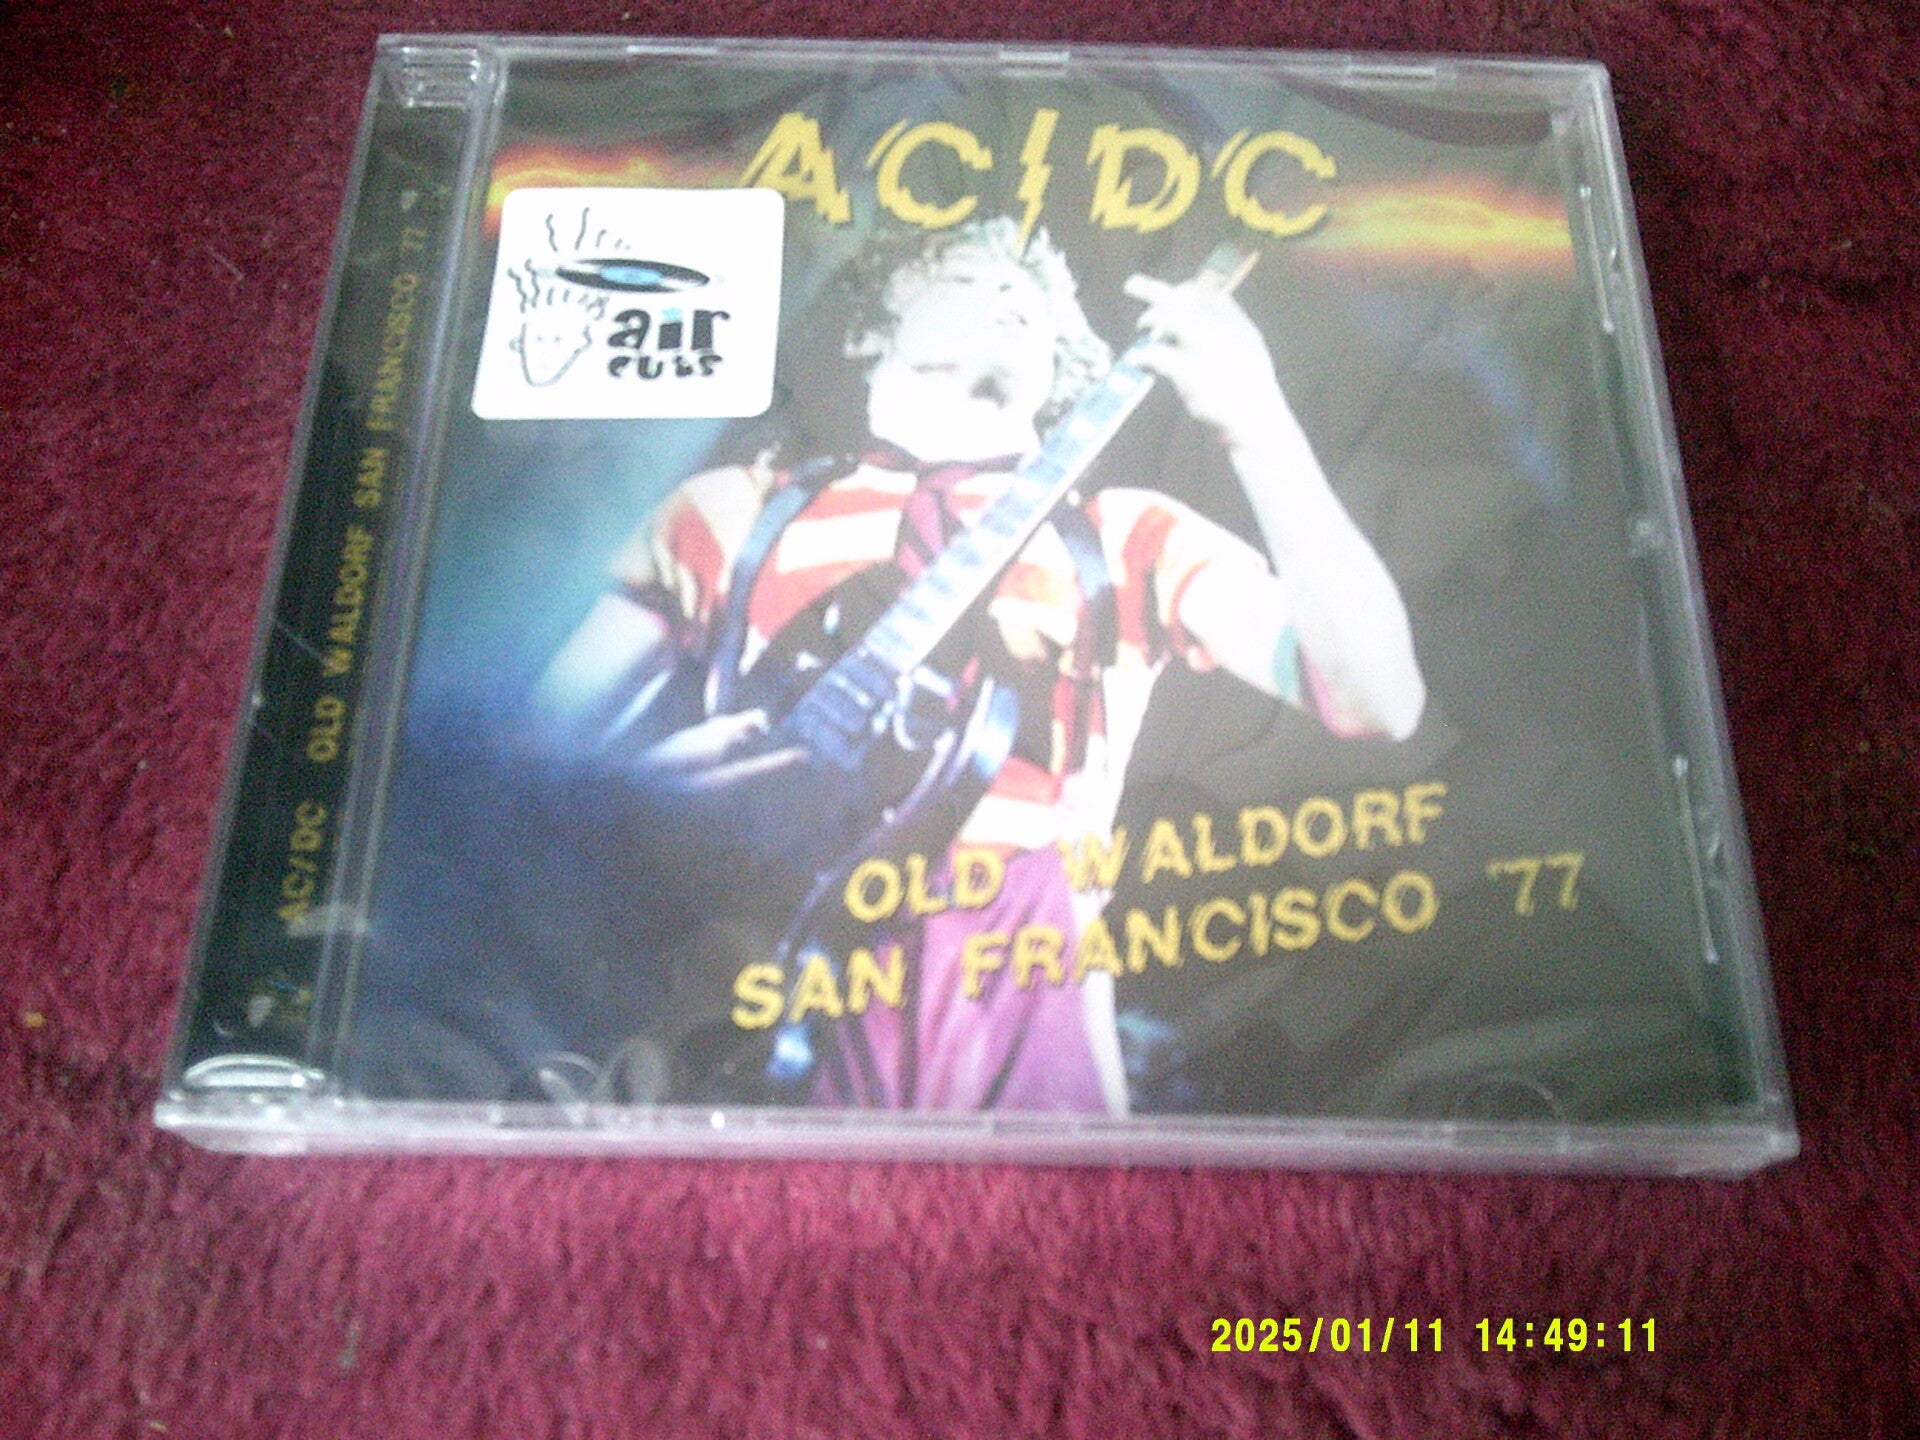 AC/DC
air
cuts
OLD WALDORF
SAN FRANCISCO '77
AC/DC OLD WALDORF SAN FRANCISCO '77
2025/01/11 14:49:11